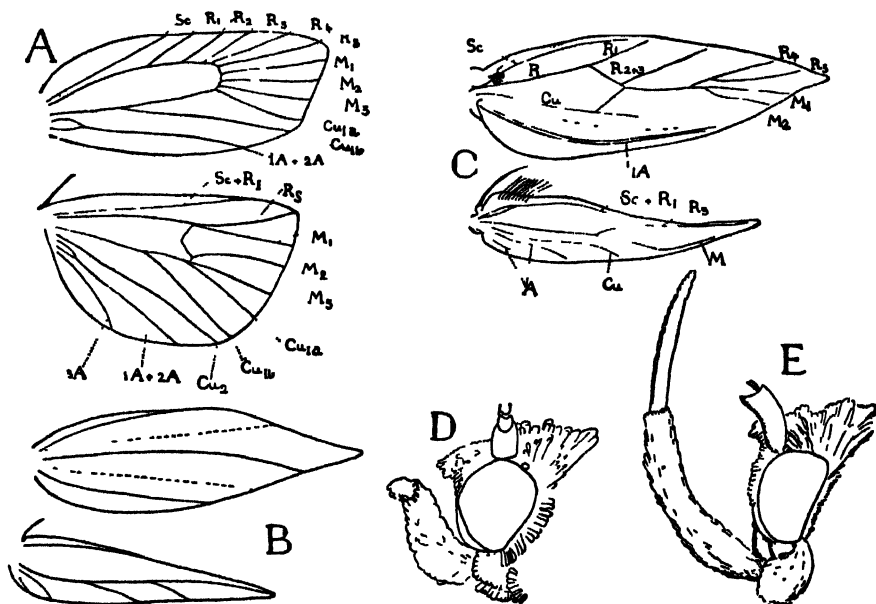 A
Sc R₁ R₂ R₃ R₄
R₅
M₁
M₂
M₃
Cu₁ₐ
Cu₁b
1A + 2A
Sc + R₁
Rs
M₁
M₂
M₃
Cu₁ₐ
Cu₁b
Cu₂
1A + 2A
3A
B
Sc
R
R₁
R₂₊₃
R₄
R₅
M₁
M₂
Cu
1A
C
Sc + R₁
Rs
M
Cu
D
E